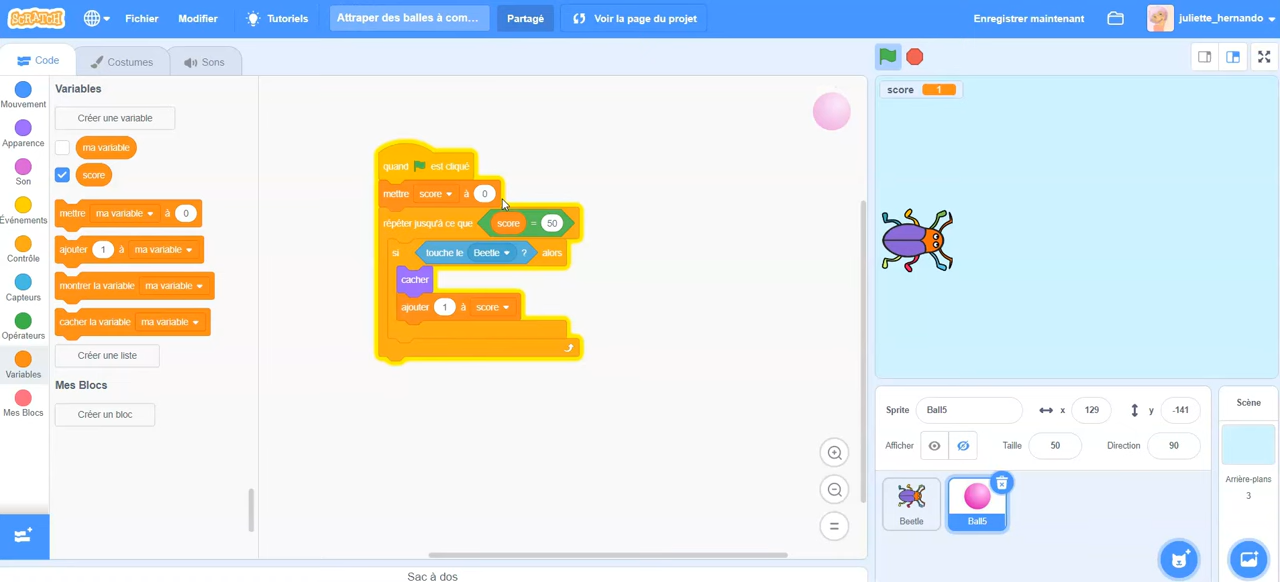 SCRATCH Fichier Modifier Tutoriels Attraper des balles à com... Partagé Voir la page du projet Enregistrer maintenant juliette_hernando
Code Costumes Sons
Mouvement
Apparence
Son
Événements
Contrôle
Capteurs
Opérateurs
Variables
Mes Blocs
Variables
Créer une variable
ma variable
score
mettre ma variable à 0
ajouter 1 à ma variable
montrer la variable ma variable
cacher la variable ma variable
Créer une liste
Mes Blocs
Créer un bloc
quand est cliqué
mettre score à 0
répéter jusqu'à ce que score = 50
si touche le Beetle ? alors
cacher
ajouter 1 à score
Sac à dos
score 1
Sprite Ball5 x 129 y -141
Afficher Taille 50 Direction 90
Beetle
Ball5
Scène
Arrière-plans
3